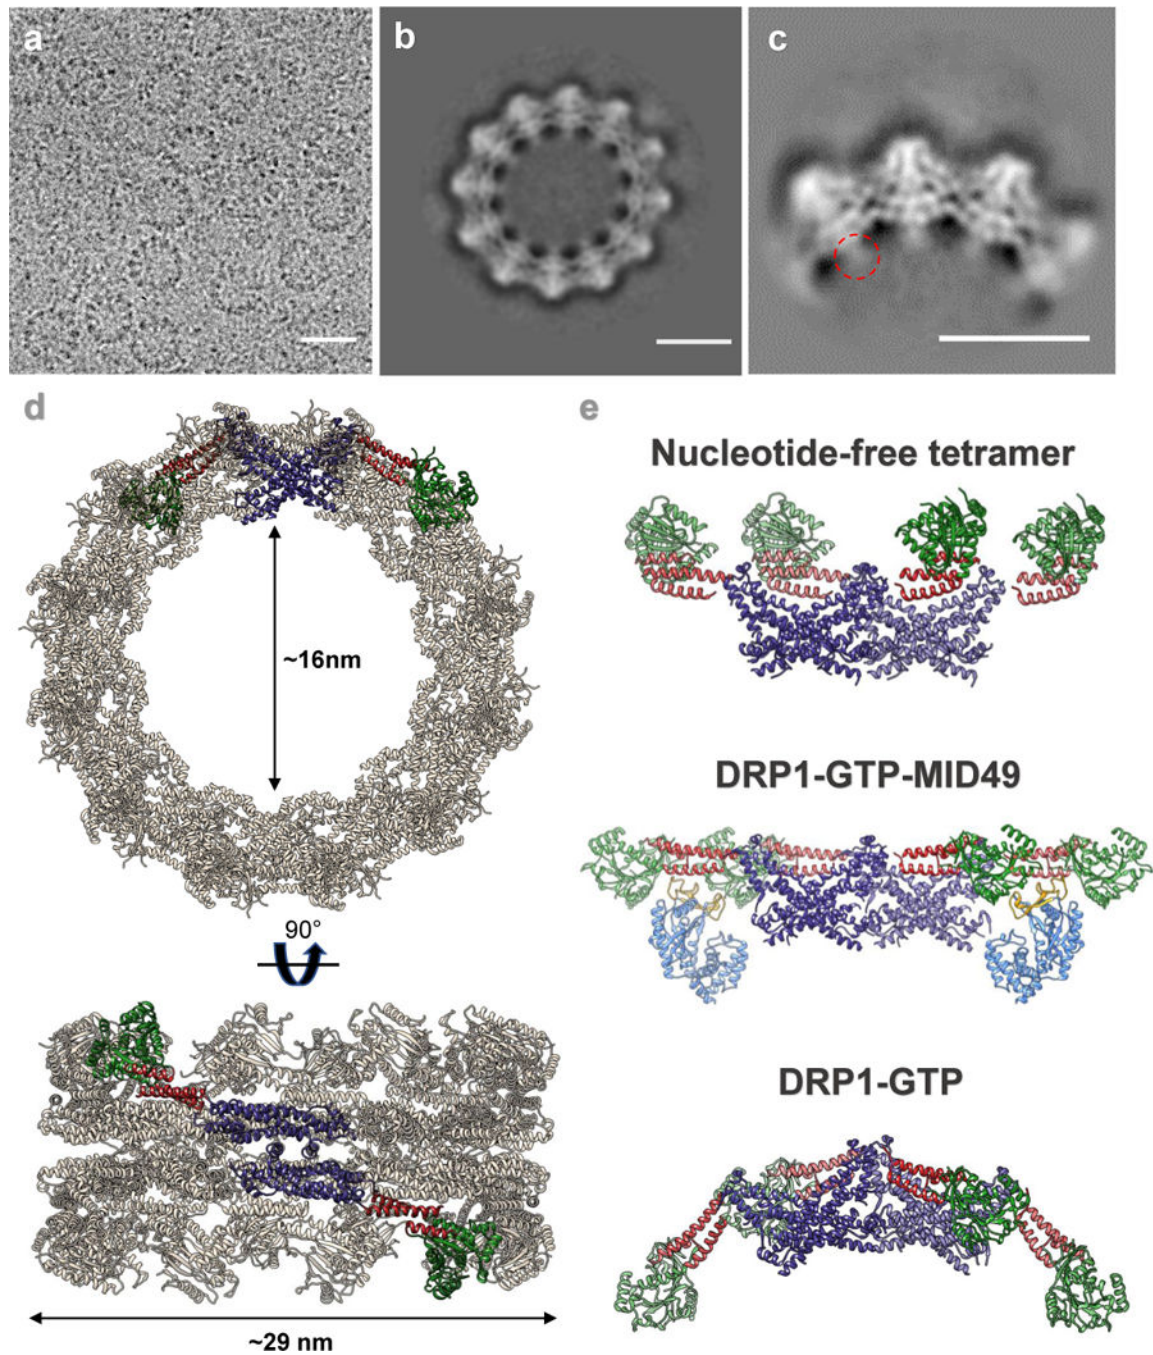 a
b
c
d
e
Nucleotide-free tetramer
~16nm
DRP1-GTP-MID49
90°
DRP1-GTP
~29 nm